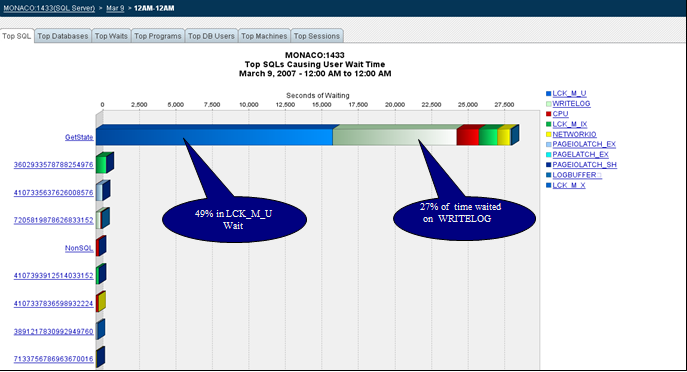 MONACO:1433(SQL Server) > Mar 9 > 12AM-12AM
Top SQL Top Databases Top Waits Top Programs Top DB Users Top Machines Top Sessions
MONACO:1433
Top SQLs Causing User Wait Time
March 9, 2007 - 12:00 AM to 12:00 AM
Seconds of Waiting
0 2,500 5,000 7,500 10,000 12,500 15,000 17,500 20,000 22,500 25,000 27,500
GetState
3602933578788254976
4107335637626008576
7205819878626833152
NonSQL
4107393912514033152
4107337836598932224
3891217830992949760
7133756786963670016
49% in LCK_M_U
Wait
27% of time waited
on WRITELOG
LCK_M_U
WRITELOG
CPU
LCK_M_IX
NETWORKIO
PAGEIOLATCH_EX
PAGELATCH_EX
PAGEIOLATCH_SH
LOGBUFFER
LCK_M_X